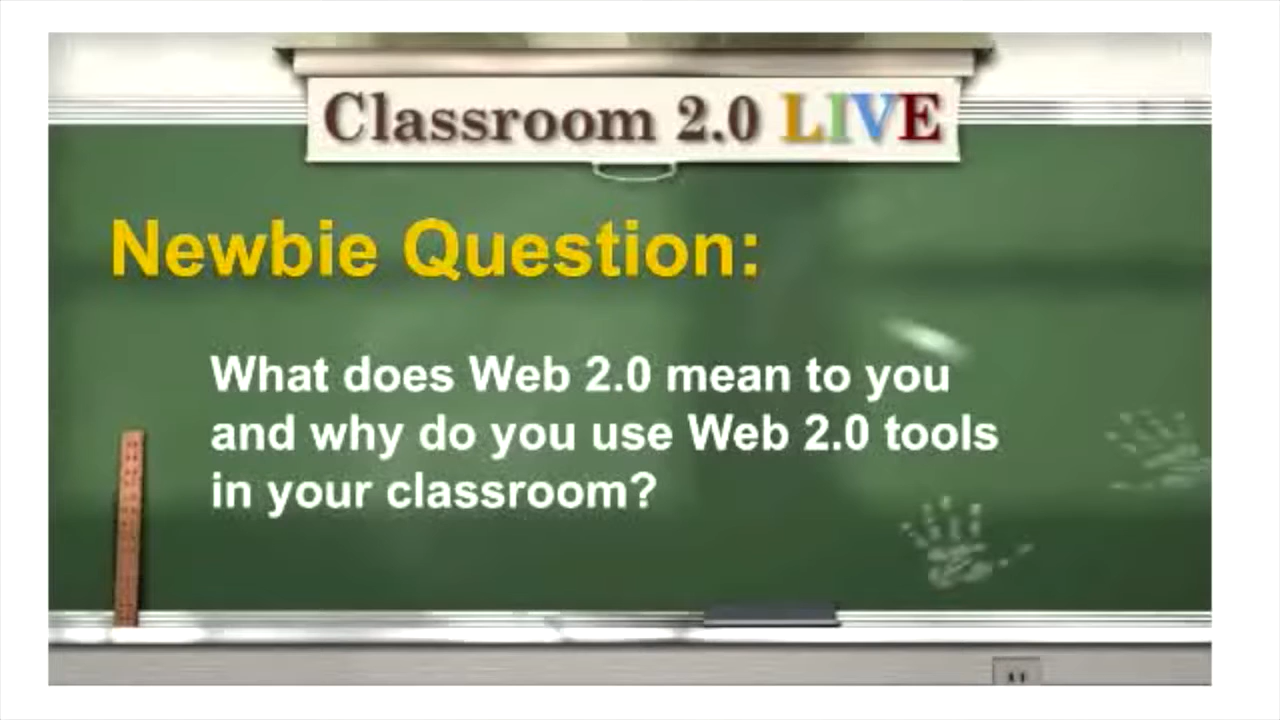 Classroom 2.0 LIVE
Newbie Question:
What does Web 2.0 mean to you
and why do you use Web 2.0 tools
in your classroom?